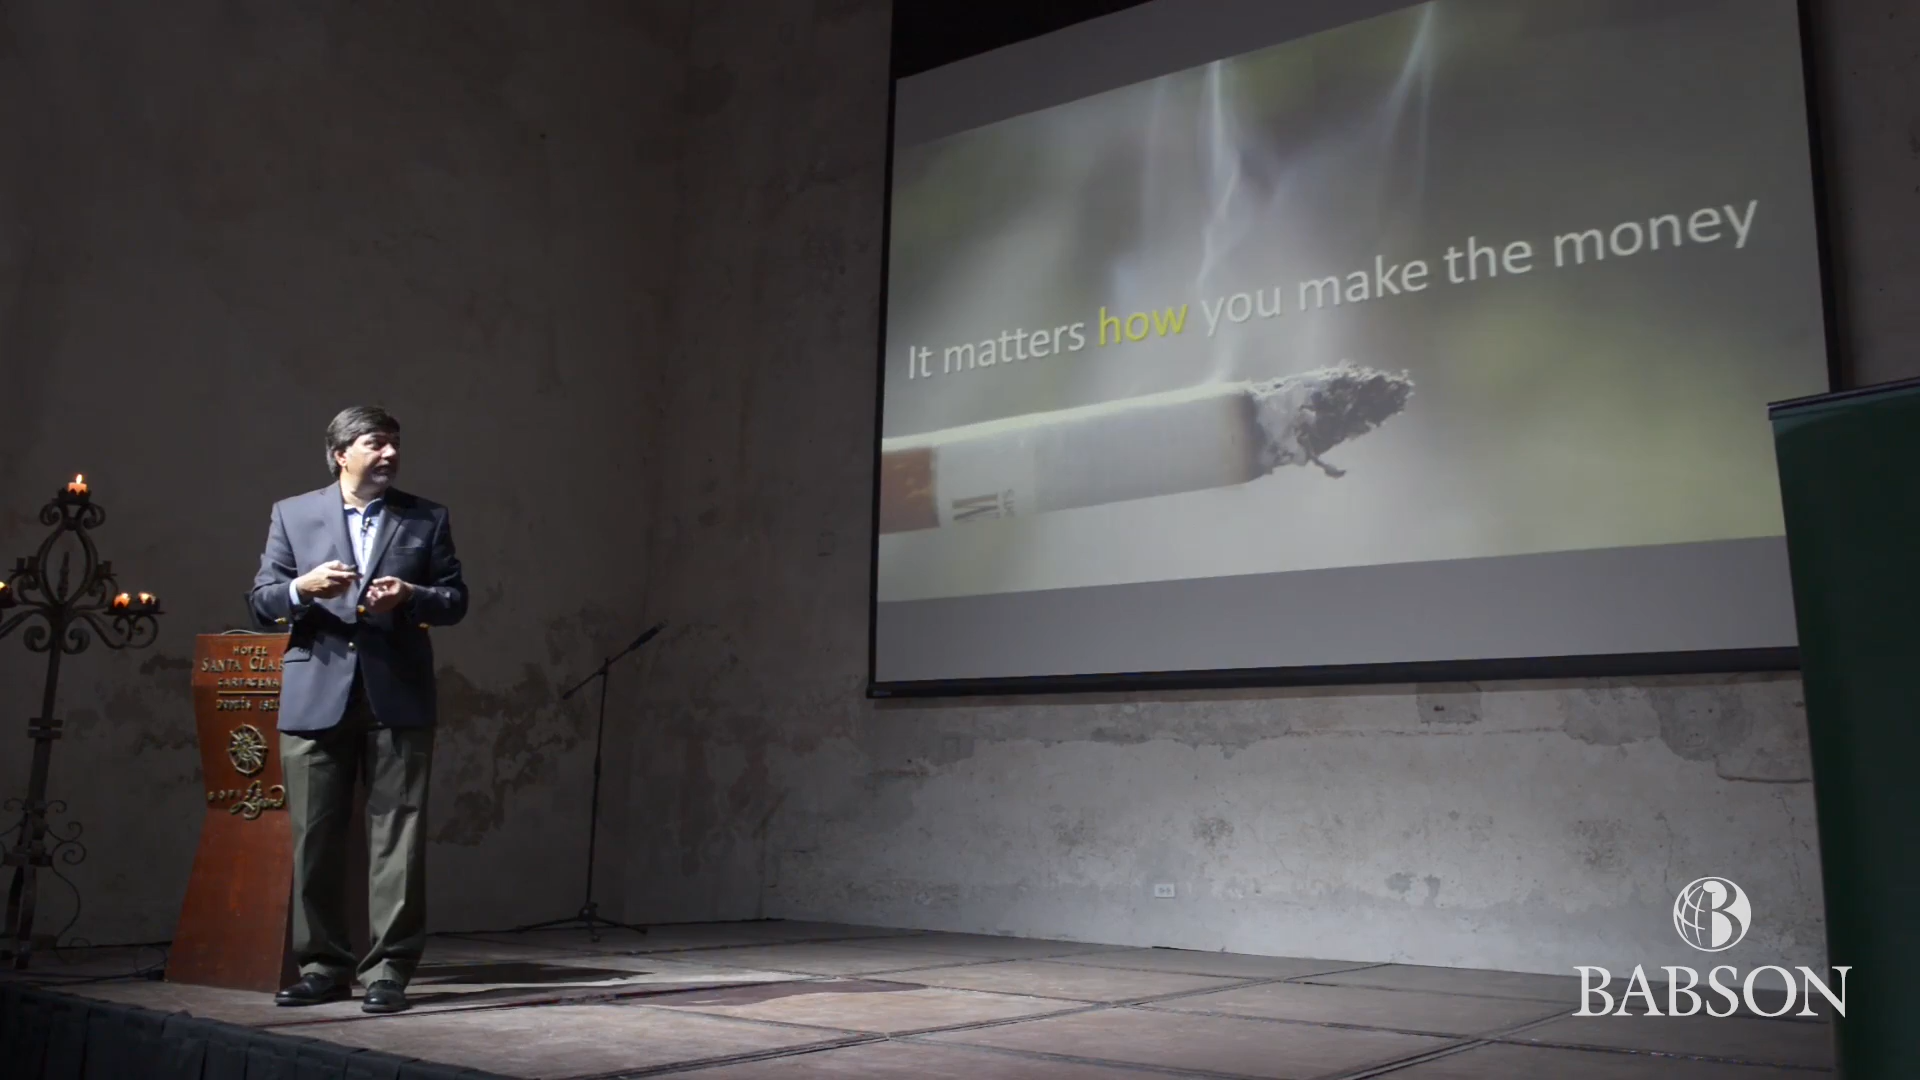 It matters how you make the money
HOTEL
SANTA CLA
CARTAGENA
BABSON